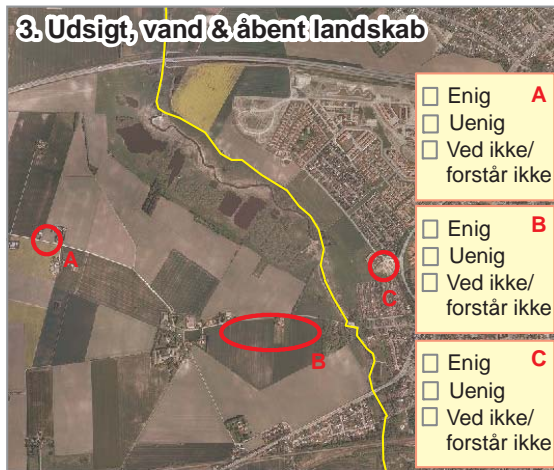 3. Udsigt, vand & åbent landskab
A
B
C
☐ Enig A
☐ Uenig
☐ Ved ikke/
forstår ikke
☐ Enig B
☐ Uenig
☐ Ved ikke/
forstår ikke
☐ Enig C
☐ Uenig
☐ Ved ikke/
forstår ikke